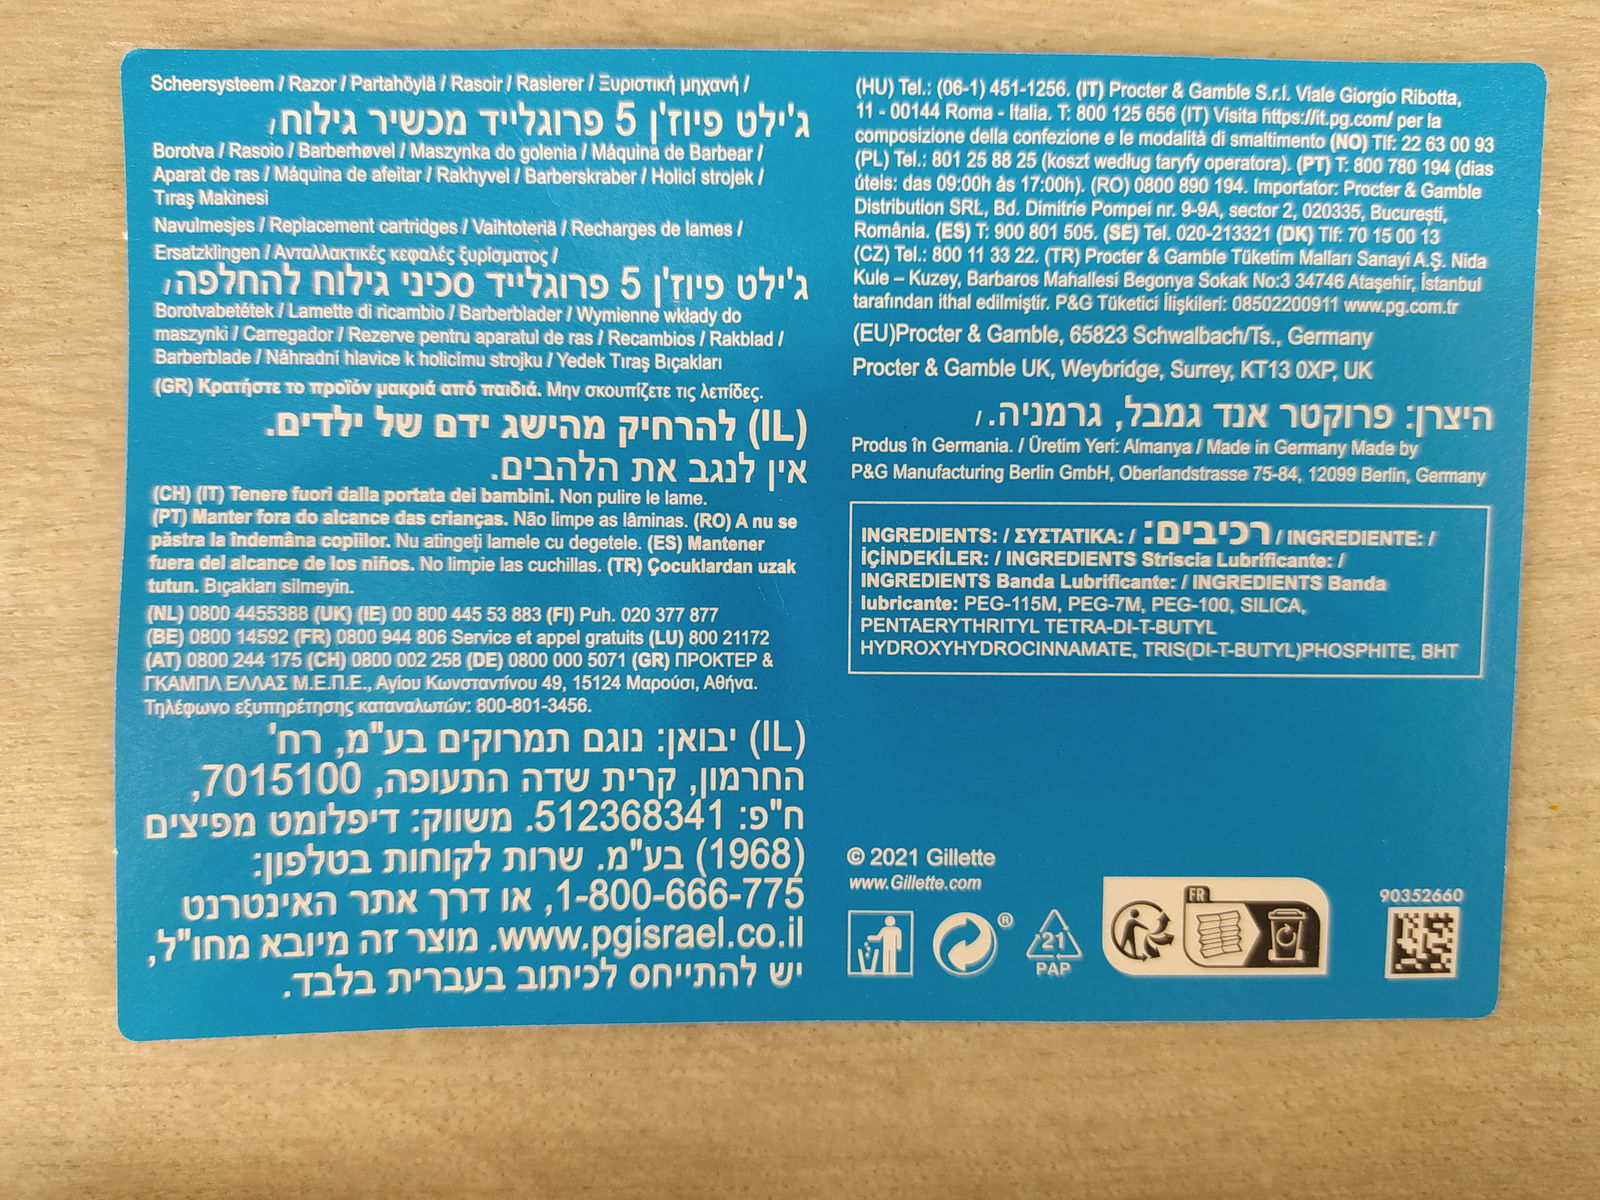 Scheersysteem / Razor / Partahöylä / Rasoir / Rasierer / Ξυριστική μηχανή /
ג'ילט פיוז'ן 5 פרוגלייד מכשיר גילוח/
Borotva / Rasoio / Barberhøvel / Maszynka do golenia / Máquina de Barbear /
Aparat de ras / Máquina de afeitar / Rakhyvel / Barberskraber / Holicí strojek /
Tıraş Makinesi
Navulmesjes / Replacement cartridges / Vaihtoteriä / Recharges de lames /
Ersatzklingen / Ανταλλακτικές κεφαλές ξυρίσματος /
ג'ילט פיוז'ן 5 פרוגלייד סכיני גילוח להחלפה/
Borotvabetétek / Lamette di ricambio / Barberblader / Wymienne wkłady do
maszynki / Carregador / Rezerve pentru aparatul de ras / Recambios / Rakblad /
Barberblade / Náhradní hlavice k holicímu strojku / Yedek Tıraş Bıçakları
(GR) Κρατήστε το προϊόν μακριά από παιδιά. Μην σκουπίζετε τις λεπίδες.
(IL) להרחיק מהישג ידם של ילדים.
אין לנגב את הלהבים.
(CH) (IT) Tenere fuori dalla portata dei bambini. Non pulire le lame.
(PT) Manter fora do alcance das crianças. Não limpe as lâminas. (RO) A nu se
păstra la îndemâna copiilor. Nu atingeți lamele cu degetele. (ES) Mantener
fuera del alcance de los niños. No limpie las cuchillas. (TR) Çocuklardan uzak
tutun. Bıçakları silmeyin.
(NL) 0800 4455388 (UK) (IE) 00 800 445 53 883 (FI) Puh. 020 377 877
(BE) 0800 14592 (FR) 0800 944 806 Service et appel gratuits (LU) 800 21172
(AT) 0800 244 175 (CH) 0800 002 258 (DE) 0800 000 5071 (GR) ΠΡΟΚΤΕΡ &
ΓΚΑΜΠΛ ΕΛΛΑΣ Μ.Ε.Π.Ε., Αγίου Κωνσταντίνου 49, 15124 Μαρούσι, Αθήνα.
Τηλέφωνο εξυπηρέτησης καταναλωτών: 800-801-3456.
(IL) יבואן: נוגם תמרוקים בע"מ, רח'
החרמון, קרית שדה התעופה, 7015100,
ח"פ: 512368341. משווק: דיפלומט מפיצים
(1968) בע"מ. שרות לקוחות בטלפון:
1-800-666-775, או דרך אתר האינטרנט
www.pgisrael.co.il. מוצר זה מיובא מחו"ל,
יש להתייחס לכיתוב בעברית בלבד.
(HU) Tel.: (06-1) 451-1256. (IT) Procter & Gamble S.r.l. Viale Giorgio Ribotta,
11 - 00144 Roma - Italia. T: 800 125 656 (IT) Visita https://it.pg.com/ per la
composizione della confezione e le modalità di smaltimento (NO) Tlf: 22 63 00 93
(PL) Tel.: 801 25 88 25 (koszt według taryfy operatora). (PT) T: 800 780 194 (dias
úteis: das 09:00h às 17:00h). (RO) 0800 890 194. Importator: Procter & Gamble
Distribution SRL, Bd. Dimitrie Pompei nr. 9-9A, sector 2, 020335, București,
România. (ES) T: 900 801 505. (SE) Tel. 020-213321 (DK) Tlf: 70 15 00 13
(CZ) Tel.: 800 11 33 22. (TR) Procter & Gamble Tüketim Malları Sanayi A.Ş. Nida
Kule – Kuzey, Barbaros Mahallesi Begonya Sokak No:3 34746 Ataşehir, İstanbul
tarafından ithal edilmiştir. P&G Tüketici İlişkileri: 08502200911 www.pg.com.tr
(EU)Procter & Gamble, 65823 Schwalbach/Ts., Germany
Procter & Gamble UK, Weybridge, Surrey, KT13 0XP, UK
היצרן: פרוקטר אנד גמבל, גרמניה./
Produs în Germania. / Üretim Yeri: Almanya / Made in Germany Made by
P&G Manufacturing Berlin GmbH, Oberlandstrasse 75-84, 12099 Berlin, Germany
INGREDIENTS: / ΣΥΣΤΑΤΙΚΑ: / רכיבים: / INGREDIENTE: /
İÇİNDEKİLER: / INGREDIENTS Striscia Lubrificante: /
INGREDIENTS Banda Lubrificante: / INGREDIENTS Banda
lubricante: PEG-115M, PEG-7M, PEG-100, SILICA,
PENTAERYTHRITYL TETRA-DI-T-BUTYL
HYDROXYHYDROCINNAMATE, TRIS(DI-T-BUTYL)PHOSPHITE, BHT
© 2021 Gillette
www.Gillette.com
®
21
PAP
FR
90352660